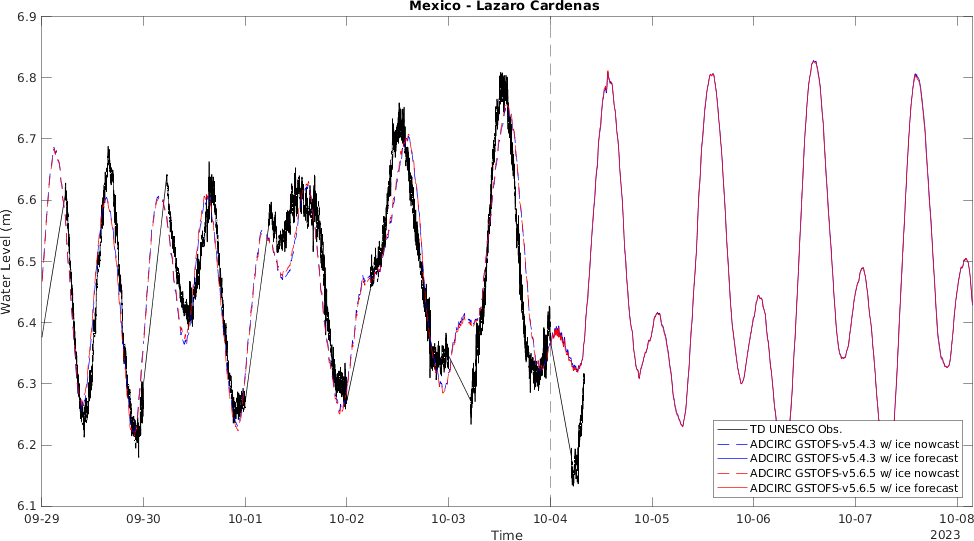 Mexico - Lazaro Cardenas
6.9
6.8
6.7
6.6
6.5
6.4
6.3
6.2
6.1
Water Level (m)
09-29
09-30
10-01
10-02
10-03
10-04
10-05
10-06
10-07
10-08
2023
Time
TD UNESCO Obs.
ADCIRC GSTOFS-v5.4.3 w/ ice nowcast
ADCIRC GSTOFS-v5.4.3 w/ ice forecast
ADCIRC GSTOFS-v5.6.5 w/ ice nowcast
ADCIRC GSTOFS-v5.6.5 w/ ice forecast